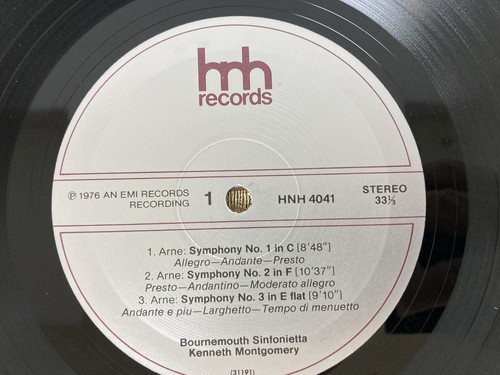 hnh
records
℗ 1976 AN EMI RECORDS
RECORDING
1
HNH 4041
STEREO
33⅓
1. Arne: Symphony No. 1 in C [8'48"]
Allegro—Andante—Presto
2. Arne: Symphony No. 2 in F [10'37"]
Presto—Andantino—Moderato allegro
3. Arne: Symphony No. 3 in E flat [9'10"]
Andante e piu—Larghetto—Tempo di menuetto
Bournemouth Sinfonietta
Kenneth Montgomery
(31191)